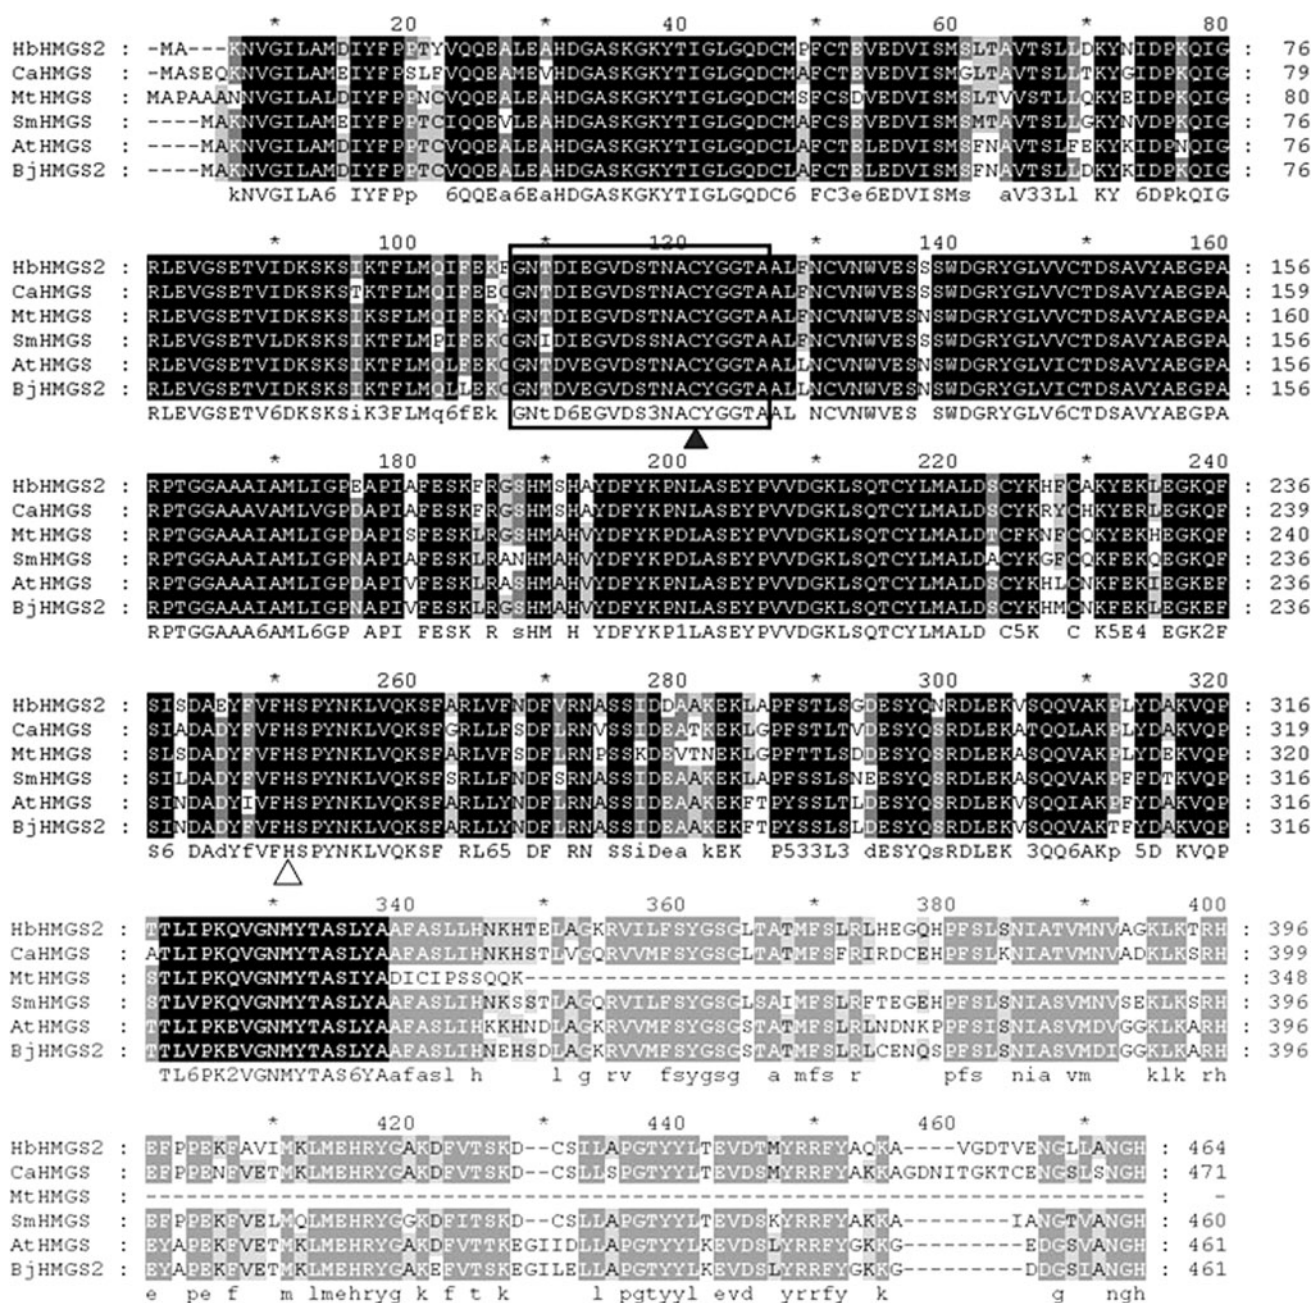 * 20 * 40 * 60 * 80
HbHMGS2 : -MA---KNVGILAMDIYFPPTYVQQEALEAHDGASKGKYTIGLGQDCMPFCTEVEDVISMSLTAVTSLLDKYNIDPKQIG : 76
CaHMGS : -MASEQKNVGILAMEIYFPSLFVQQEAMEVHDGASKGKYTIGLGQDCMAFCTEVEDVISMGLTAVTSLLTKYGIDPKQIG : 79
MtHMGS : MAPAAANNVGILALDIYFPPNCVQQEALEAHDGASKGKYTIGLGQDCMSFCSDVEDVISMSLTVVSTLLQKYEIDPKQIG : 80
SmHMGS : ----MAKNVGILAMEIYFPPTCIQQEVLEAHDGASKGKYTIGLGQDCMAFCSEVEDVISMSMTAVTSLLGKYNVDPKQIG : 76
AtHMGS : ----MAKNVGILAMDIYFPPTCVQQEALEAHDGASKGKYTIGLGQDCLAFCTELEDVISMSFNAVTSLFEKYKIDPNQIG : 76
BjHMGS2 : ----MAKNVGILAMDIYFPPTCVQQEALEAHDGASKGKYTIGLGQDCLAFCTELEDVISMSFNAVTSLLEKYKIDPKQIG : 76
kNVGILA6 IYFPp 6QQEa6EaHDGASKGKYTIGLGQDC6 FC3e6EDVISMs aV33Ll KY 6DPkQIG
* 100 * 120 * 140 * 160
HbHMGS2 : RLEVGSETVIDKSKSIKTFLMQIFEKFGNTDIEGVDSTNACYGGTAALFNCVNWVESSSWDGRYGLVVCTDSAVYAEGPA : 156
CaHMGS : RLEVGSETVIDKSKSTKTFLMQIFEECGNTDIEGVDSTNACYGGTAALFNCVNWVESSSWDGRYGLVVCTDSAVYAEGPA : 159
MtHMGS : RLEVGSETVIDKSKSIKSFLMQIFEKYGNTDIEGVDSTNACYGGTAALFNCVNWVESNSWDGRYGLVVCTDSAVYAEGPA : 160
SmHMGS : RLEVGSETVLDKSKSIKTFLMPIFEKCGNIDIEGVDSSNACYGGTAALFNCVNWVESSSWDGRYGLVVCTDSAVYAEGPA : 156
AtHMGS : RLEVGSETVIDKSKSIKTFLMQLFEKCGNTDVEGVDSTNACYGGTAALLNCVNWVESNSWDGRYGLVICTDSAVYAEGPA : 156
BjHMGS2 : RLEVGSETVIDKSKSIKTFLMQLLEKCGNTDVEGVDSTNACYGGTAALLNCVNWVESNSWDGRYGLVICTDSAVYAEGPA : 156
RLEVGSETV6DKSKSiK3FLMq6fEk GNtD6EGVDS3NACYGGTAAL NCVNWVES SWDGRYGLV6CTDSAVYAEGPA
* 180 * 200 * 220 * 240
HbHMGS2 : RPTGGAAAIAMLIGPEAPIAFESKFRGSHMSHAYDFYKPNLASEYPVVDGKLSQTCYLMALDSCYKHFCAKYEKLEGKQF : 236
CaHMGS : RPTGGAAAVAMLVGPDAPIAFESKFRGSHMSHAYDFYKPNLASEYPVVDGKLSQTCYLMALDSCYKRYCHKYERLEGKQF : 239
MtHMGS : RPTGGAAAIAMLIGPDAPISFESKLRGSHMAHVYDFYKPDLASEYPVVDGKLSQTCYLMALDTCFKNFCQKYEKHEGKQF : 240
SmHMGS : RPTGGAAAIAMLIGPNAPIAFESKLRANHMAHVYDFYKPDLASEYPVVDGKLSQTCYLMALDACYKGFCQKFEKQEGKQF : 236
AtHMGS : RPTGGAAAIAMLIGPDAPIVFESKLRASHMAHVYDFYKPNLASEYPVVDGKLSQTCYLMALDSCYKHLCNKFEKIEGKEF : 236
BjHMGS2 : RPTGGAAAIAMLIGPNAPIVFESKLRGSHMAHVYDFYKPNLASEYPVVDGKLSQTCYLMALDSCYKHMCNKFEKLEGKEF : 236
RPTGGAAA6AML6GP API FESK R sHM H YDFYKP1LASEYPVVDGKLSQTCYLMALD C5K C K5E4 EGK2F
* 260 * 280 * 300 * 320
HbHMGS2 : SISDAEYFVFHSPYNKLVQKSFARLVFNDFVRNASSIDDAAKEKLAPFSTLSGDESYQNRDLEKVSQQVAKPLYDAKVQP : 316
CaHMGS : SIADADYFVFHSPYNKLVQKSFGRLLFSDFLRNVSSIDEATKEKLGPFSTLTVDESYQSRDLEKASQQLAKPLYDAKVQP : 319
MtHMGS : SLSDADYFVFHSPYNKLVQKSFARLVFSDFLRNPSSKDEVTNEKLGPFTTLSDDESYQSRDLEKASQQVAKPLYDAKVQP : 320
SmHMGS : SILDADYFVFHSPYNKLVQKSFSRLLFNDFSRNASSIDEAAKEKLAPFSSLSNEESYQSRDLEKASQQVAKPFFDTKVQP : 316
AtHMGS : SINDADYIVFHSPYNKLVQKSFARLLYNDFLRNASSIDEAAKEKFTPYSSLTLDESYQSRDLEKVSQQIAKPFYDAKVQP : 316
BjHMGS2 : SINDADYFVFHSPYNKLVQKSFARLLYNDFLRNASSIDEAAKEKFTPYSSLSLDESYQSRDLEKVSQQVAKTFYDAKVQP : 316
S6 DAdYfVFHSPYNKLVQKSF RL65 DF RN SSiDea kEK P533L3 dESYQsRDLEK 3QQ6AKp 5D KVQP
* 340 * 360 * 380 * 400
HbHMGS2 : TTLIPKQVGNMYTASLYAAFASLIHNKHTELAGKRVILFSYGSGLTATMFSLRLHEGQHPFSLSNIATVMNVAGKLKTRH : 396
CaHMGS : ATLIPKQVGNMYTASLYAAFASLIHNKHSTLVGQRVVMFSYGSGLTATMFSFRIRDCEHPFSLKNIATVMNVADKLKSRH : 399
MtHMGS : STLIPKQVGNMYTASIYADICIPSSQQK---------------------------------------------------- : 348
SmHMGS : STLVPKQVGNMYTASLYAAFASLIHNKSSTLAGQRVILFSYGSGLSAIMFSLRFTEGEHPFSLSNIASVMNVSEKLKSRH : 396
AtHMGS : TTLIPKEVGNMYTASLYAAFASLIHKKHNDLAGKRVVMFSYGSGSTATMFSLRLNDNKPPFSISNIASVMDVGGKLKARH : 396
BjHMGS2 : TTLVPKEVGNMYTASLYAAFASLIHNEHSDLAGKRVVMFSYGSGSTATMFSLRLCENQSPFSLSNIASVMDIGGKLKARH : 396
TL6PK2VGNMYTAS6YAafasl h l g rv fsygsg a mfs r pfs nia vm klk rh
* 420 * 440 * 460 *
HbHMGS2 : EFPPEKFAVIMKLMEHRYGAKDFVTSKD--CSILAPGTYYLTEVDTMYRRFYAQKA----VGDTVENGLLANGH : 464
CaHMGS : EFPPENFVETMKLMEHRYGAKDFVTSKD--CSLLSPGTYYLTEVDSMYRRFYAKKAGDNITGKTCENGSLSNGH : 471
MtHMGS : -------------------------------------------------------------------------- : -
SmHMGS : EFPPEKFVELMQLMEHRYGGKDFITSKD--CSLLAPGTYYLTEVDSKYRRFYAKKA--------IANGTVANGH : 460
AtHMGS : EYAPEKFVETMKLMEHRYGAKDFVTTKEGIIDLLAPGTYYLKEVDSLYRRFYGKKG--------EDGSVANGH : 461
BjHMGS2 : EYAPEKFVETMKLMEHRYGAKEFVTSKEGILELLAPGTYYLKEVDSLYRRFYGKKG--------DDGSIANGH : 461
e pe f m lmehryg k f t k l pgtyyl evd yrrfy k g ngh